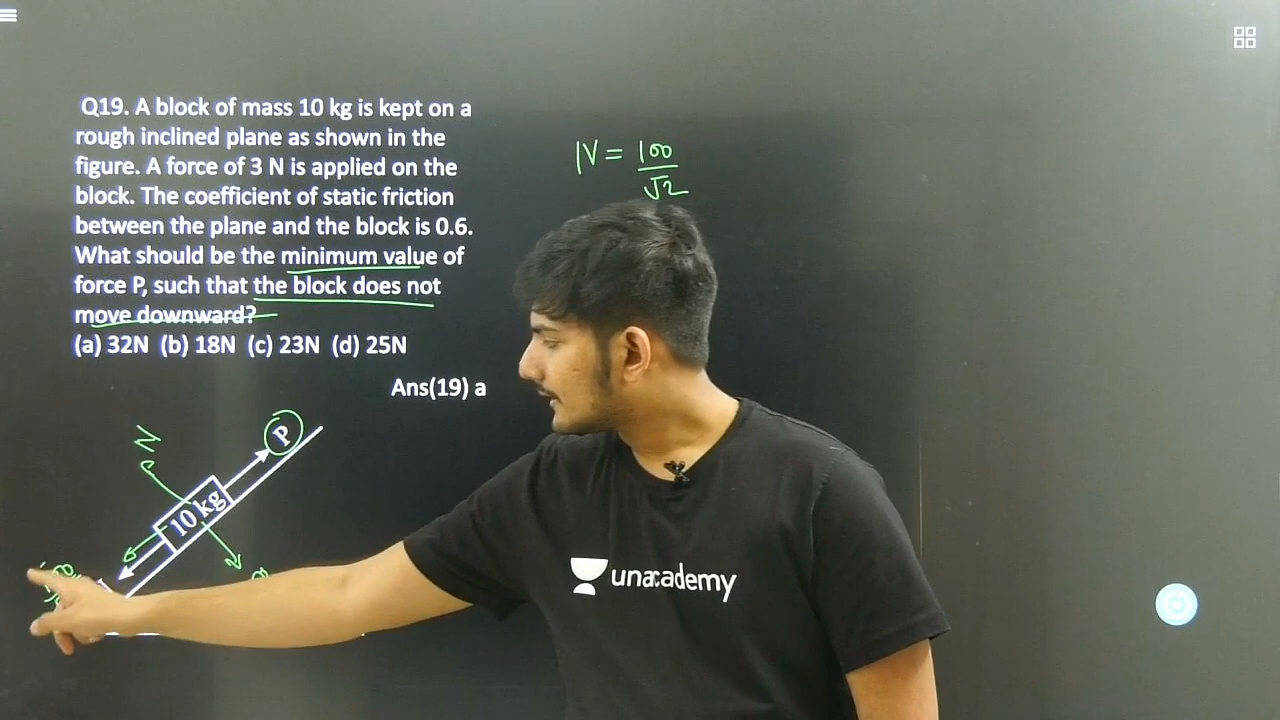 Q19. A block of mass 10 kg is kept on a
rough inclined plane as shown in the
figure. A force of 3 N is applied on the
block. The coefficient of static friction
between the plane and the block is 0.6.
What should be the minimum value of
force P, such that the block does not
move downward?
(a) 32N (b) 18N (c) 23N (d) 25N
Ans(19) a
N = 100
√2
N
P
10 kg
unacademy